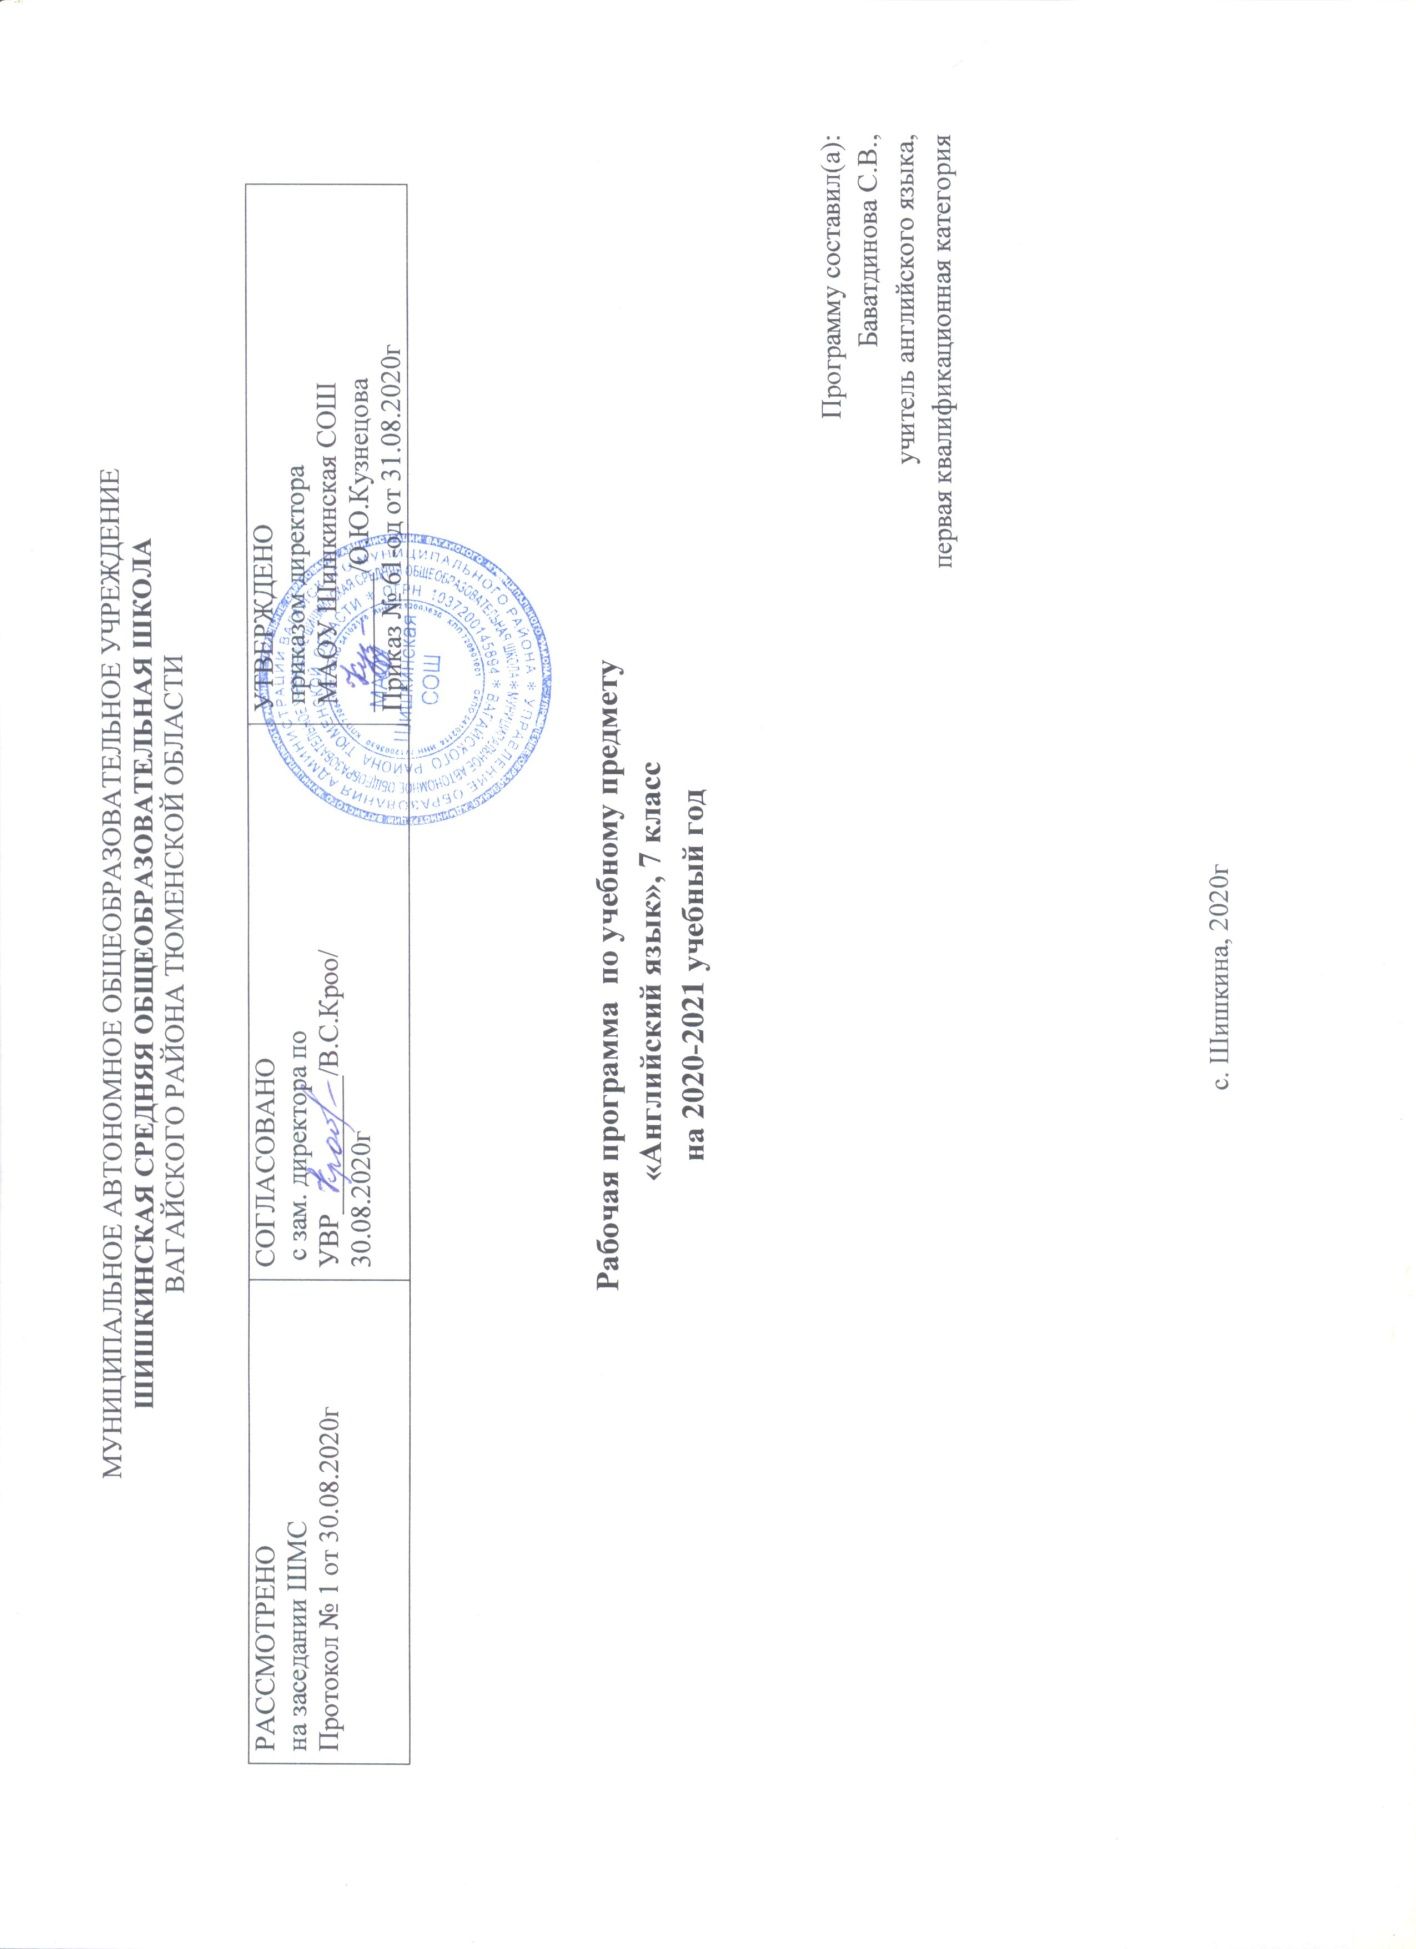 МУНИЦИПАЛЬНОЕ АВТОНОМНОЕ ОБЩЕОБРАЗОВАТЕЛЬНОЕ УЧРЕЖДЕНИЕ
ШИШКИНСКАЯ СРЕДНЯЯ ОБЩЕОБРАЗОВАТЕЛЬНАЯ ШКОЛА
ВАГАЙСКОГО РАЙОНА ТЮМЕНСКОЙ ОБЛАСТИ
РАССМОТРЕНО
на заседании ШМС
Протокол № 1 от 30.08.2020г
СОГЛАСОВАНО
с зам. директора по
УВР /В.С.Кроо/
30.08.2020г
УТВЕРЖДЕНО
приказом директора
МАОУ Шишкинская СОШ
/О.Ю.Кузнецова
Приказ № 61-од от 31.08.2020г
МАОУ
Шишкинская
СОШ
Рабочая программа по учебному предмету
«Английский язык», 7 класс
на 2020-2021 учебный год
Программу составил(а):
Баватдинова С.В.,
учитель английского языка,
первая квалификационная категория
с. Шишкина, 2020г